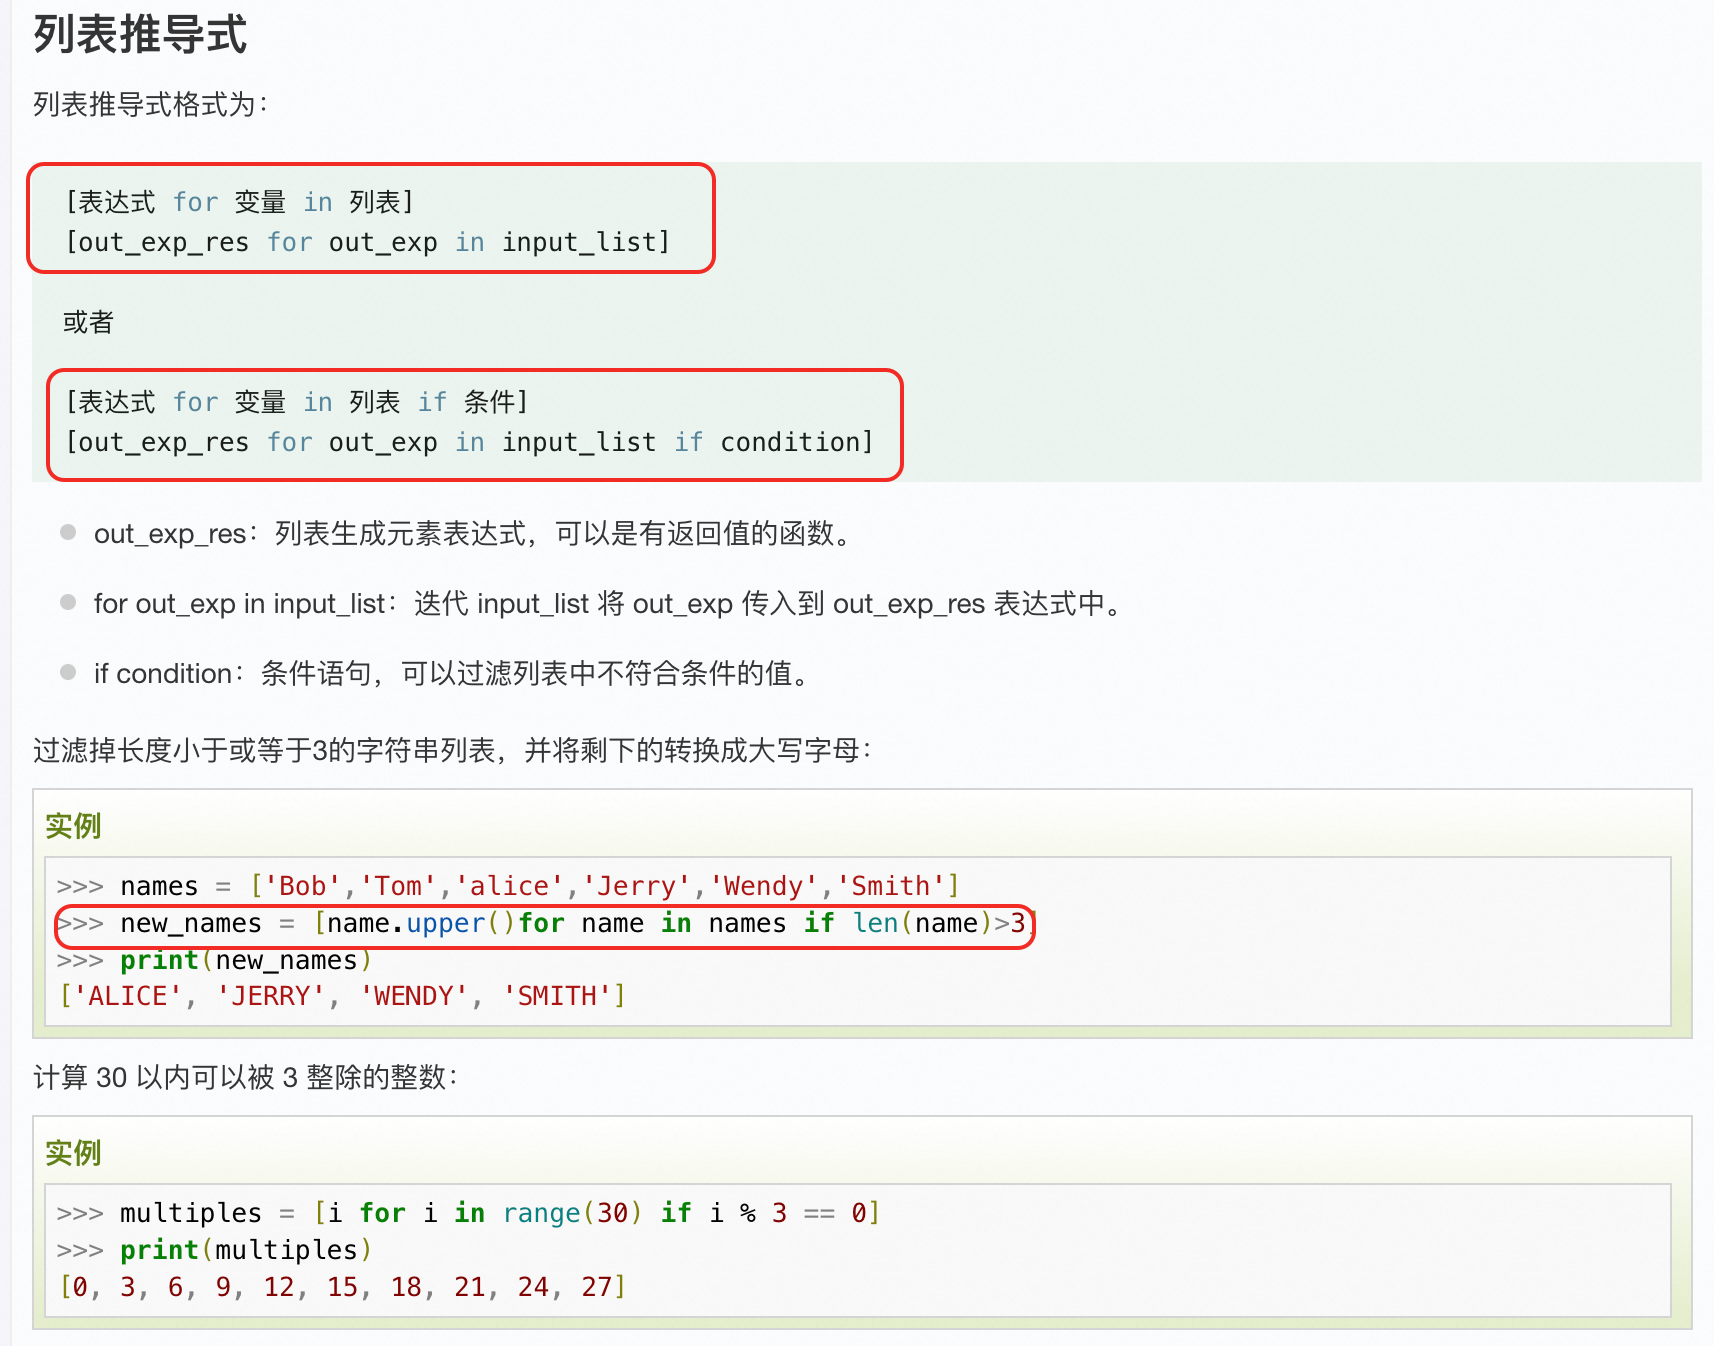 列表推导式
列表推导式格式为：
[表达式 for 变量 in 列表]
[out_exp_res for out_exp in input_list]
或者
[表达式 for 变量 in 列表 if 条件]
[out_exp_res for out_exp in input_list if condition]
out_exp_res：列表生成元素表达式，可以是有返回值的函数。
for out_exp in input_list：迭代 input_list 将 out_exp 传入到 out_exp_res 表达式中。
if condition：条件语句，可以过滤列表中不符合条件的值。
过滤掉长度小于或等于3的字符串列表，并将剩下的转换成大写字母：
实例
>>> names = ['Bob','Tom','alice','Jerry','Wendy','Smith']
>>> new_names = [name.upper()for name in names if len(name)>3]
>>> print(new_names)
['ALICE', 'JERRY', 'WENDY', 'SMITH']
计算 30 以内可以被 3 整除的整数：
实例
>>> multiples = [i for i in range(30) if i % 3 == 0]
>>> print(multiples)
[0, 3, 6, 9, 12, 15, 18, 21, 24, 27]